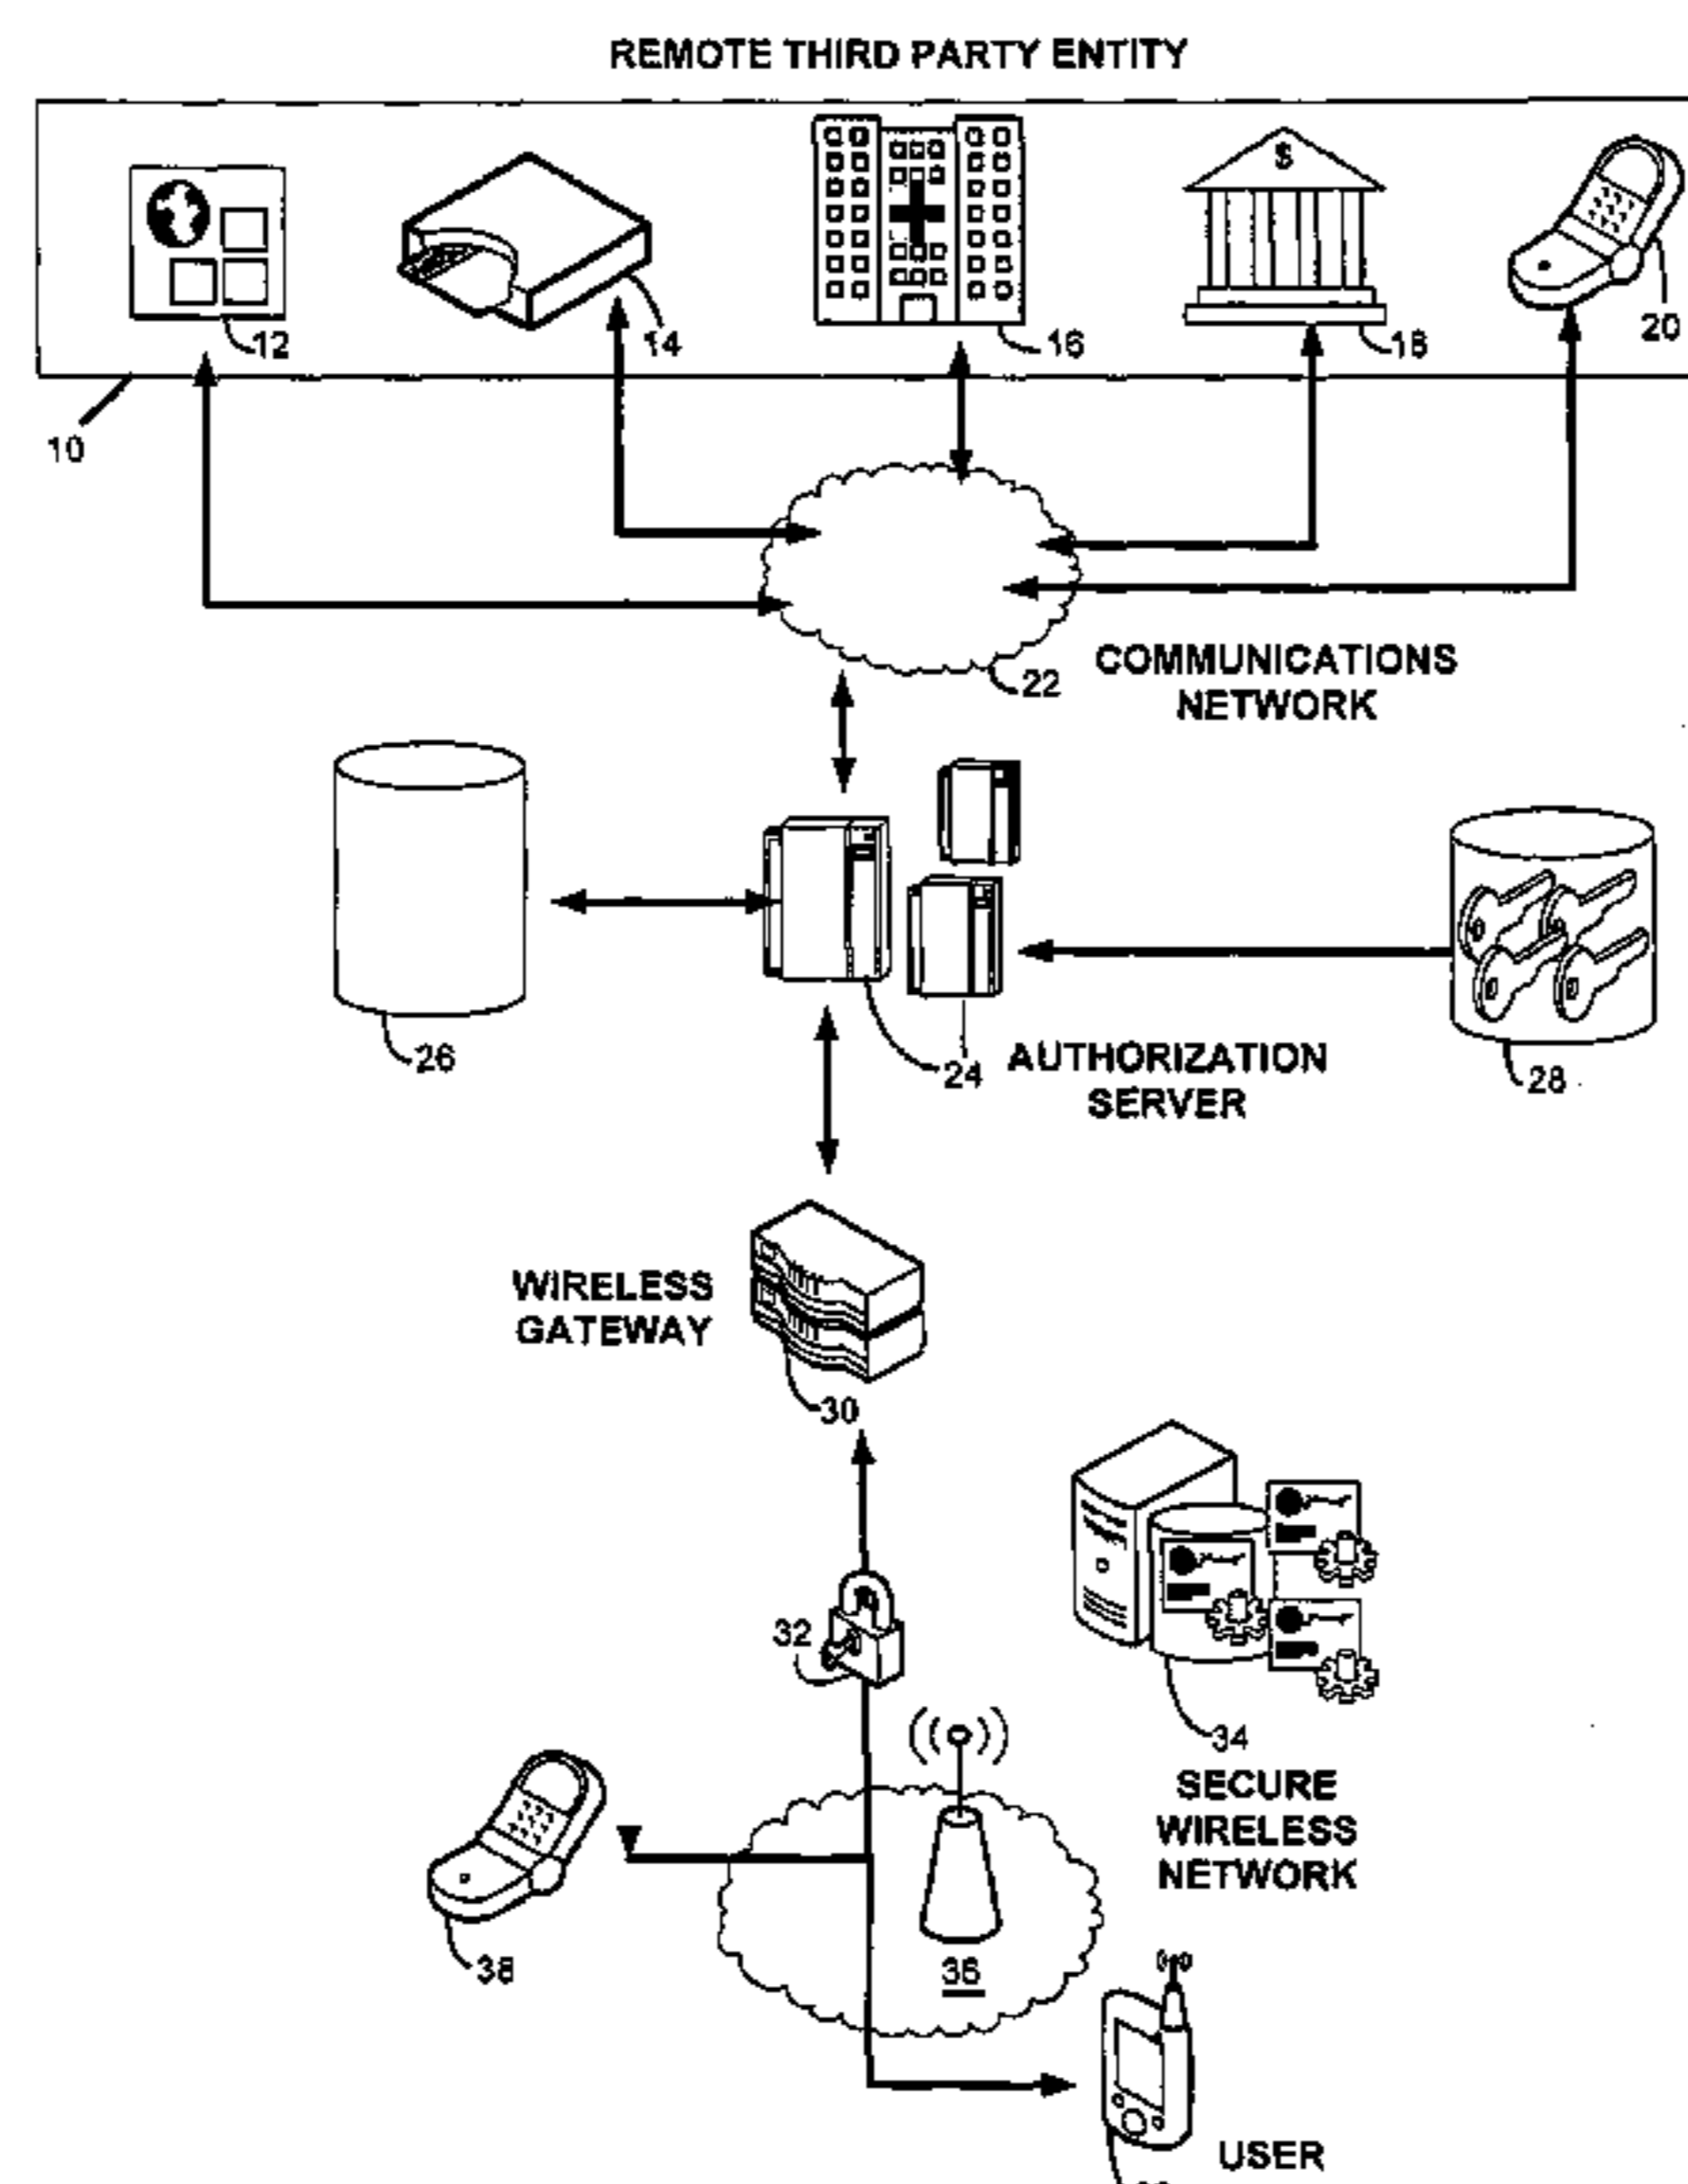 REMOTE THIRD PARTY ENTITY
$
12
14
16
18
20
10
22
COMMUNICATIONS
NETWORK
26
24
AUTHORIZATION
SERVER
28
WIRELESS
GATEWAY
30
32
34
SECURE
WIRELESS
NETWORK
38
36
USER